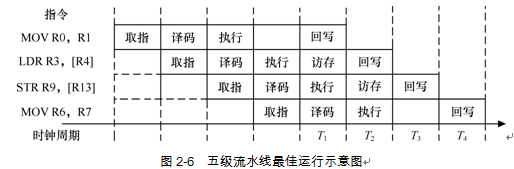 指令
MOV R0，R1 取指 译码 执行 回写
LDR R3，[R4] 取指 译码 执行 访存 回写
STR R9，[R13] 取指 译码 执行 访存 回写
MOV R6，R7 取指 译码 执行 回写
时钟周期 T1 T2 T3 T4
图 2-6 五级流水线最佳运行示意图↵